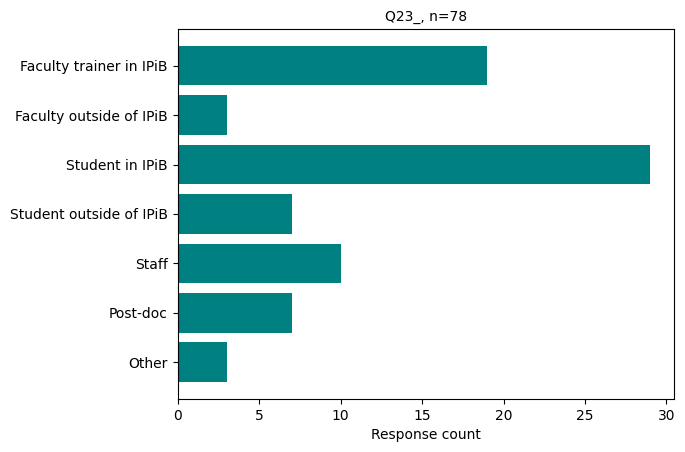 Q23_, n=78
Faculty trainer in IPiB
Faculty outside of IPiB
Student in IPiB
Student outside of IPiB
Staff
Post-doc
Other
0 5 10 15 20 25 30
Response count